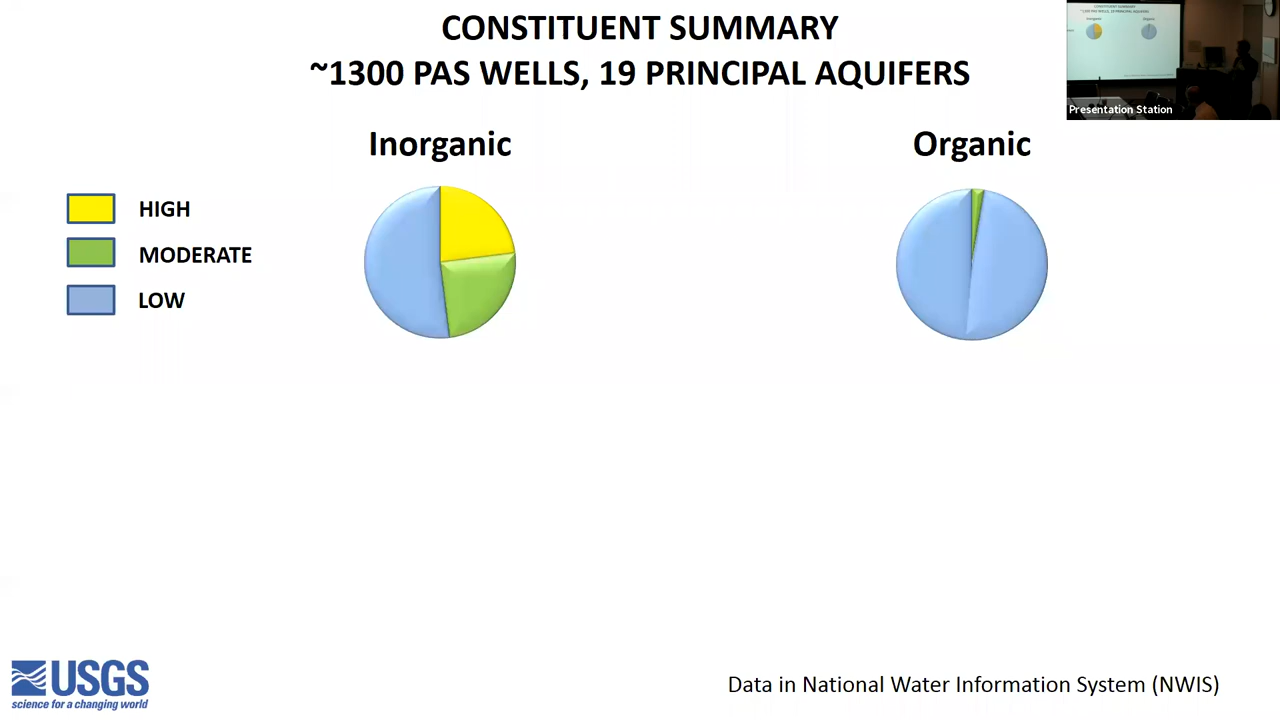 CONSTITUENT SUMMARY
~1300 PAS WELLS, 19 PRINCIPAL AQUIFERS
Presentation Station
Inorganic
Organic
HIGH
MODERATE
LOW
USGS
science for a changing world
Data in National Water Information System (NWIS)